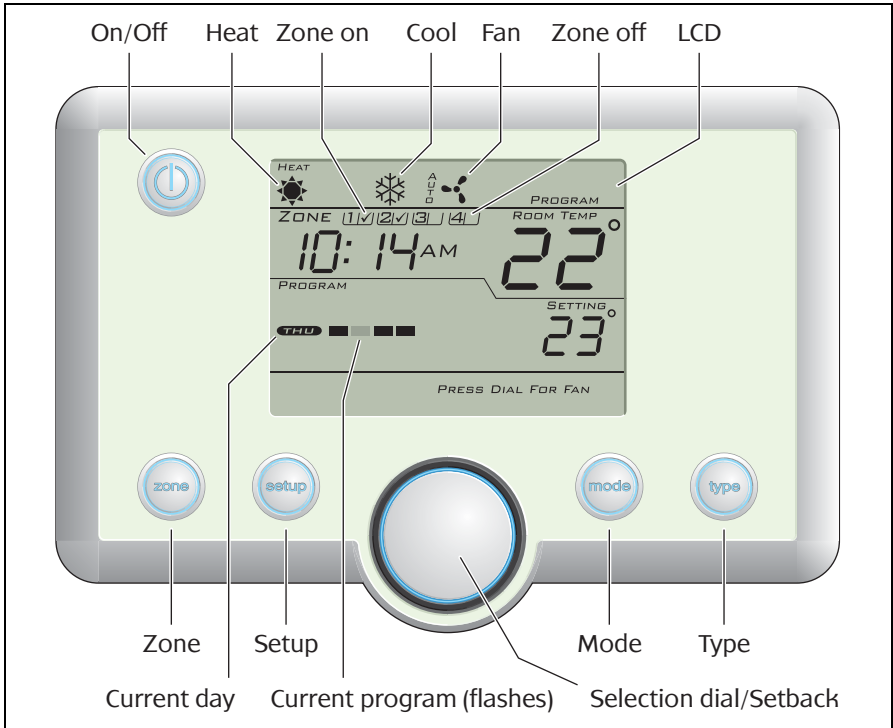 On/Off Heat Zone on Cool Fan Zone off LCD
HEAT
AUTO
PROGRAM
ZONE 1 2 3 4 ROOM TEMP
10:14 AM 22°
PROGRAM
SETTING
THU 23°
PRESS DIAL FOR FAN
zone setup mode type
Zone Setup Mode Type
Current day Current program (flashes) Selection dial/Setback